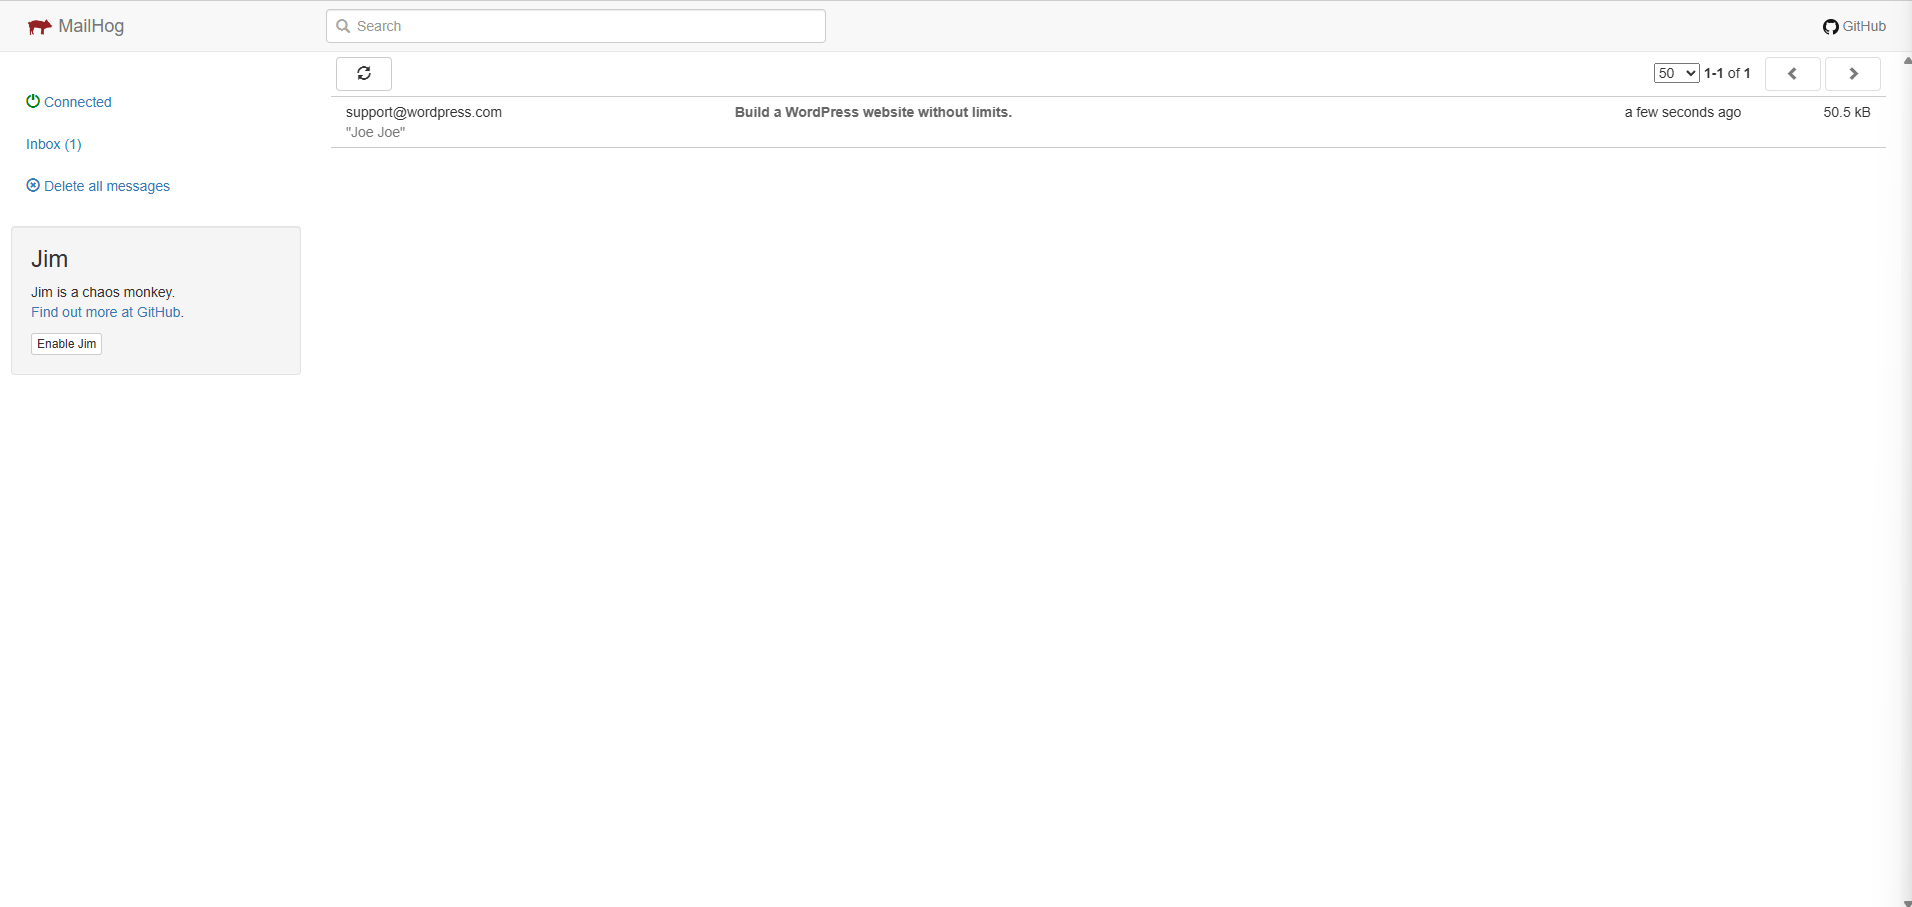 MailHog
Search
GitHub
50 1-1 of 1
Connected
Inbox (1)
Delete all messages
Jim
Jim is a chaos monkey.
Find out more at GitHub.
Enable Jim
support@wordpress.com Build a WordPress website without limits. a few seconds ago 50.5 kB
"Joe Joe"